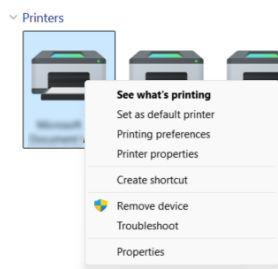 Printers
See what's printing
Set as default printer
Printing preferences
Printer properties
Create shortcut
Remove device
Troubleshoot
Properties